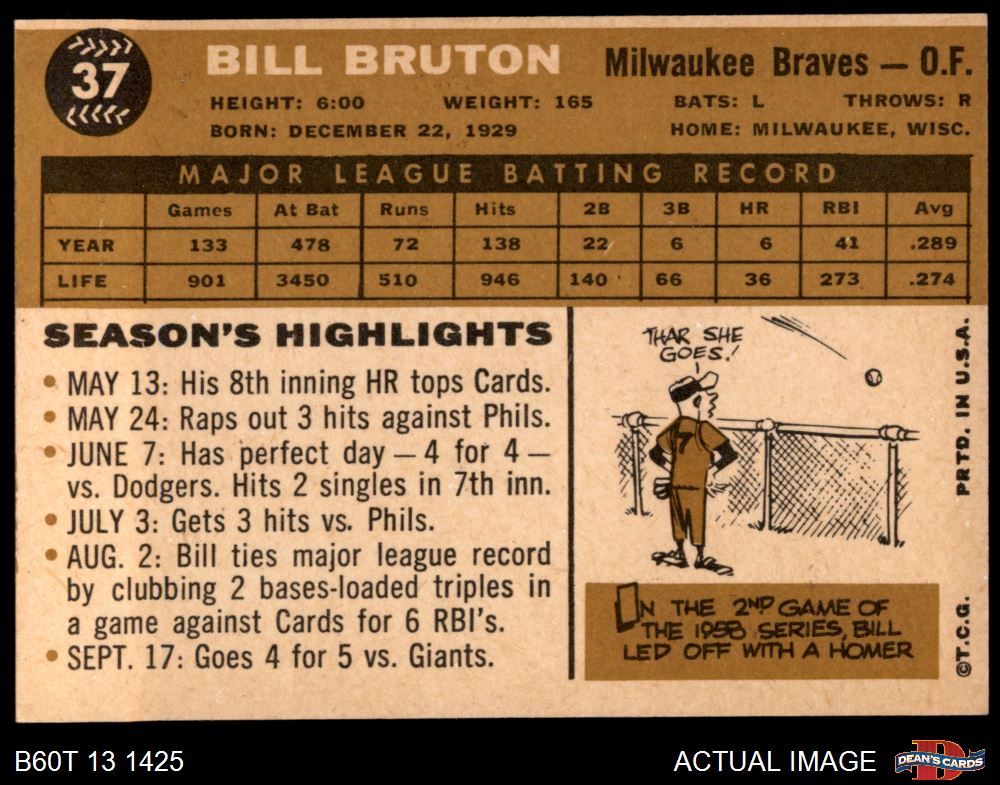 37
BILL BRUTON
Milwaukee Braves — O.F.
HEIGHT: 6:00 WEIGHT: 165 BATS: L THROWS: R
BORN: DECEMBER 22, 1929 HOME: MILWAUKEE, WISC.
MAJOR LEAGUE BATTING RECORD
Games At Bat Runs Hits 2B 3B HR RBI Avg
YEAR 133 478 72 138 22 6 6 41 .289
LIFE 901 3450 510 946 140 66 36 273 .274
SEASON'S HIGHLIGHTS
• MAY 13: His 8th inning HR tops Cards.
• MAY 24: Raps out 3 hits against Phils.
• JUNE 7: Has perfect day — 4 for 4 —
vs. Dodgers. Hits 2 singles in 7th inn.
• JULY 3: Gets 3 hits vs. Phils.
• AUG. 2: Bill ties major league record
by clubbing 2 bases-loaded triples in
a game against Cards for 6 RBI's.
• SEPT. 17: Goes 4 for 5 vs. Giants.
THAR SHE
GOES!
7
IN THE 2ND GAME OF
THE 1958 SERIES, BILL
LED OFF WITH A HOMER
PRTD. IN U.S.A.
©T.C.G.
B60T 13 1425
ACTUAL IMAGE
DEAN'S CARDS